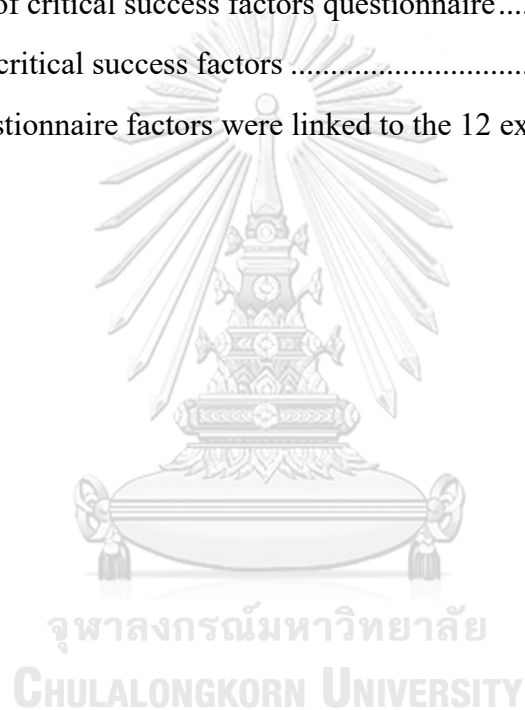 of critical success factors questionnaire....
critical success factors ..............................
stionnaire factors were linked to the 12 ex
จุฬาลงกรณ์มหาวิทยาลัย
CHULALONGKORN UNIVERSITY